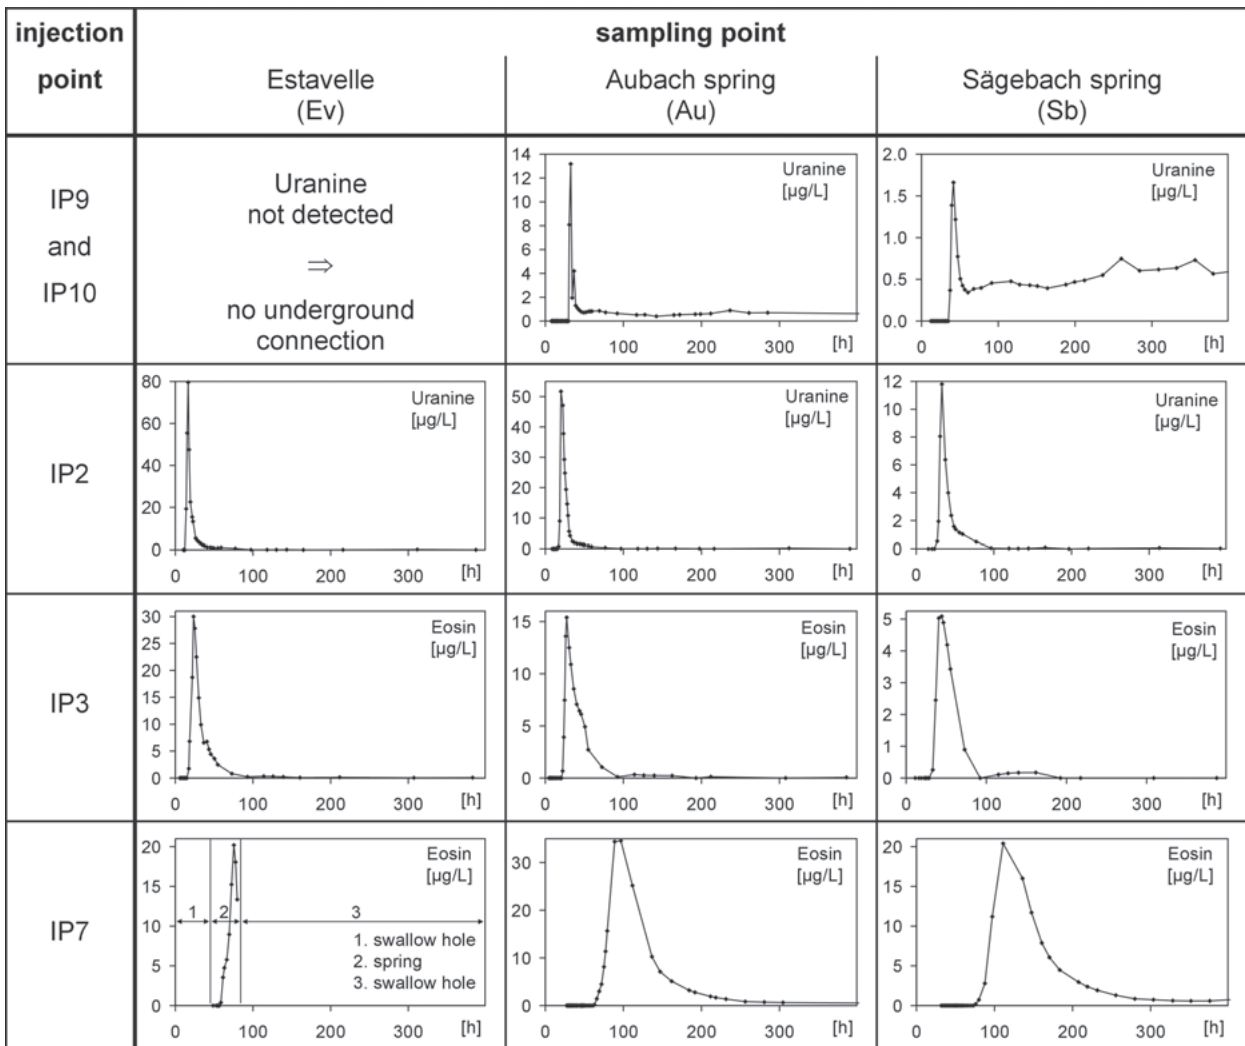 injection point
sampling point
Estavelle
(Ev)
Aubach spring
(Au)
Sägebach spring
(Sb)
IP9
and
IP10
Uranine
not detected
⇒
no underground
connection
14
12
10
8
6
4
2
0
Uranine
[µg/L]
0 100 200 300 [h]
2.0
1.5
1.0
0.5
0.0
Uranine
[µg/L]
0 100 200 300 [h]
IP2
80
60
40
20
0
Uranine
[µg/L]
0 100 200 300 [h]
50
40
30
20
10
0
Uranine
[µg/L]
0 100 200 300 [h]
12
10
8
6
4
2
0
Uranine
[µg/L]
0 100 200 300 [h]
IP3
30
25
20
15
10
5
0
Eosin
[µg/L]
0 100 200 300 [h]
15
10
5
0
Eosin
[µg/L]
0 100 200 300 [h]
5
4
3
2
1
0
Eosin
[µg/L]
0 100 200 300 [h]
IP7
20
15
10
5
0
Eosin
[µg/L]
1 2 3
1. swallow hole
2. spring
3. swallow hole
0 100 200 300 [h]
30
20
10
0
Eosin
[µg/L]
0 100 200 300 [h]
20
15
10
5
0
Eosin
[µg/L]
0 100 200 300 [h]